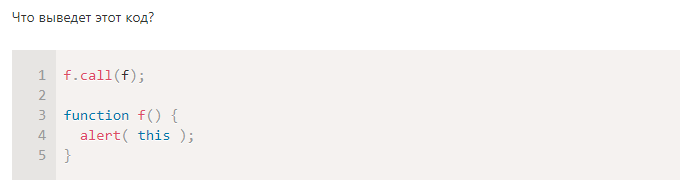 Что выведет этот код?
1 f.call(f);
2
3 function f() {
4   alert( this );
5 }